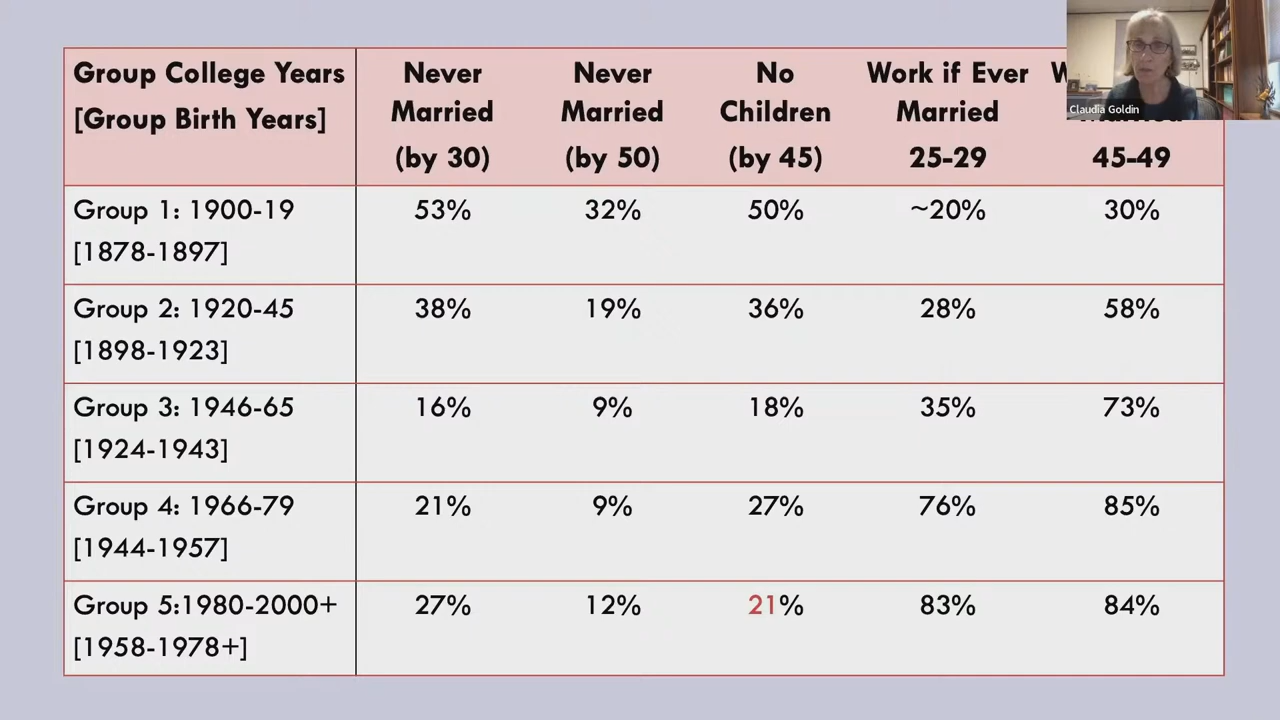 Group College Years
[Group Birth Years]
Never
Married
(by 30)
Never
Married
(by 50)
No
Children
(by 45)
Work if Ever
Married
25-29
45-49
Claudia Goldin
Group 1: 1900-19
[1878-1897]
53%
32%
50%
~20%
30%
Group 2: 1920-45
[1898-1923]
38%
19%
36%
28%
58%
Group 3: 1946-65
[1924-1943]
16%
9%
18%
35%
73%
Group 4: 1966-79
[1944-1957]
21%
9%
27%
76%
85%
Group 5:1980-2000+
[1958-1978+]
27%
12%
21%
83%
84%